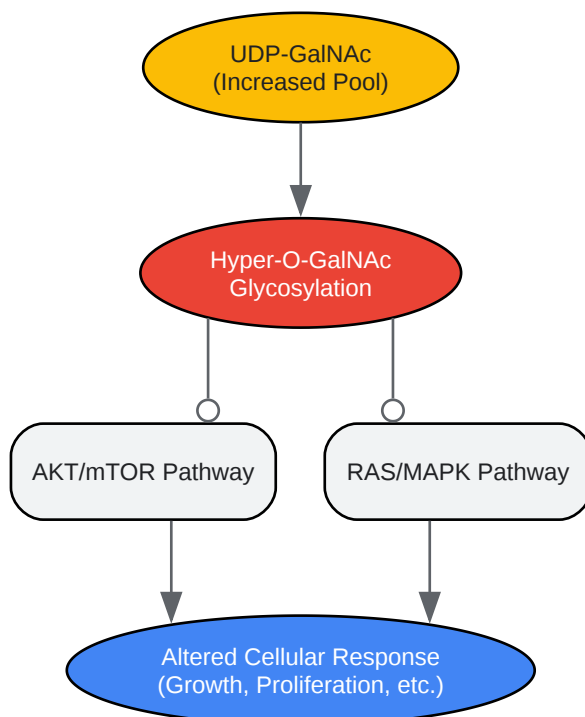 UDP-GalNAc
(Increased Pool)
Hyper-O-GalNAc
Glycosylation
AKT/mTOR Pathway
RAS/MAPK Pathway
Altered Cellular Response
(Growth, Proliferation, etc.)